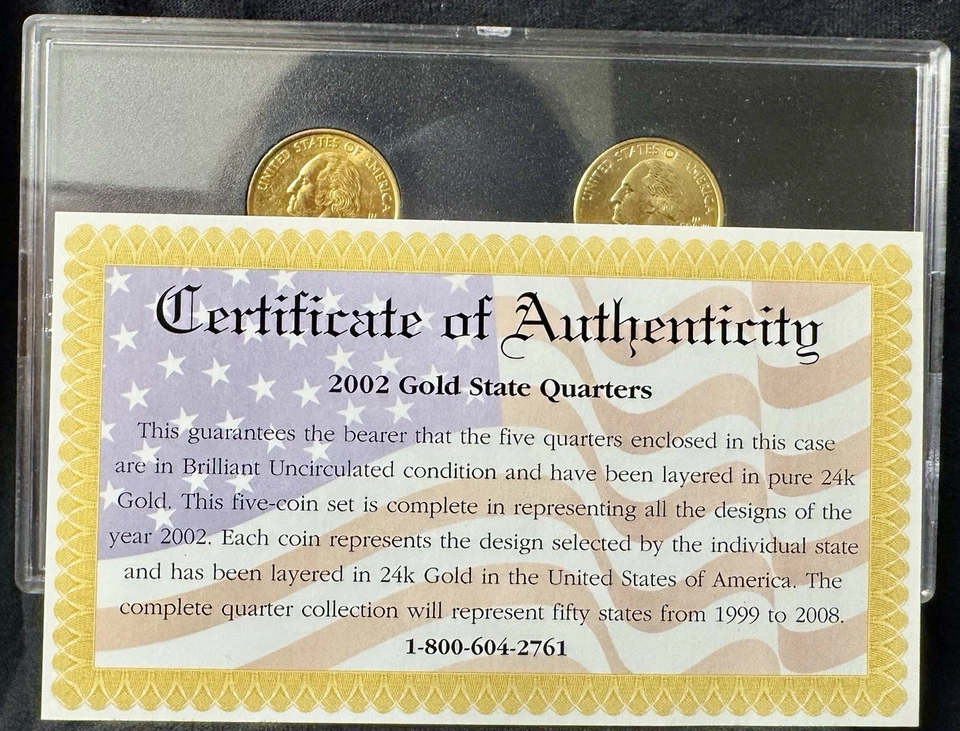 UNITED STATES OF AMERICA
UNITED STATES OF AMERICA
Certificate of Authenticity
2002 Gold State Quarters
This guarantees the bearer that the five quarters enclosed in this case
are in Brilliant Uncirculated condition and have been layered in pure 24k
Gold. This five-coin set is complete in representing all the designs of the
year 2002. Each coin represents the design selected by the individual state
and has been layered in 24k Gold in the United States of America. The
complete quarter collection will represent fifty states from 1999 to 2008.
1-800-604-2761